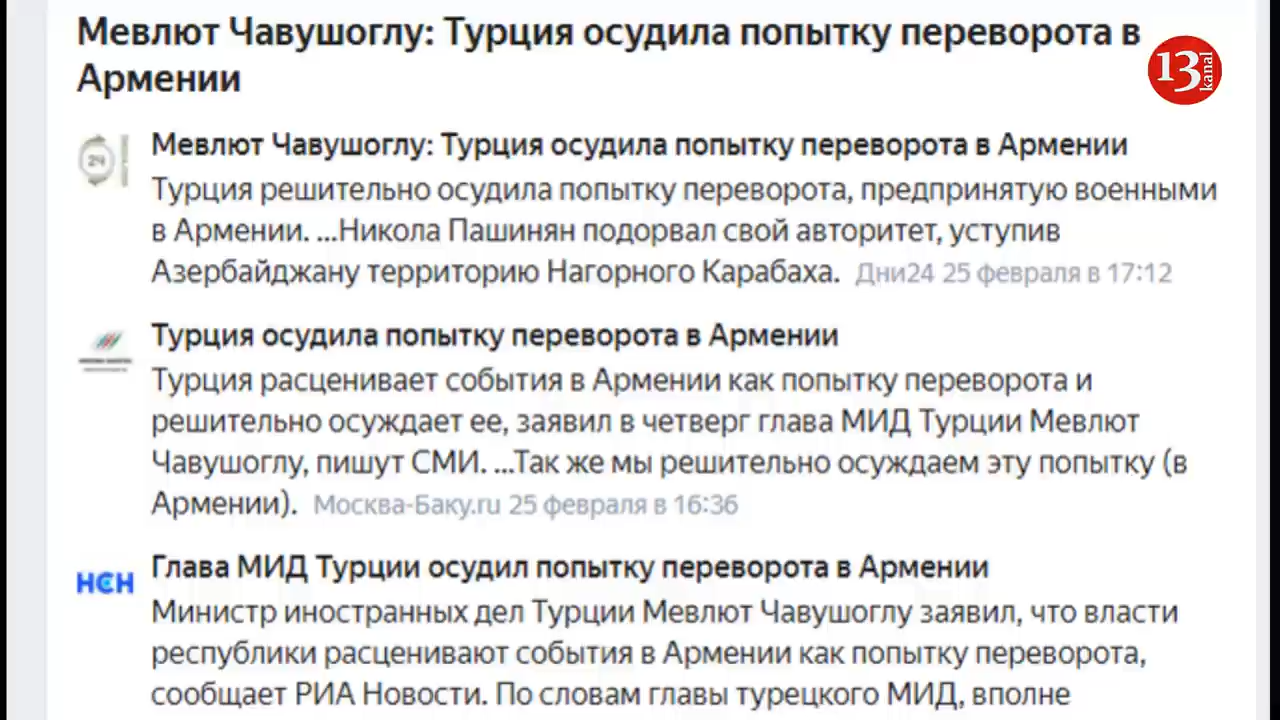 Мевлют Чавушоглу: Турция осудила попытку переворота в
Армении
13 kanal
24
Мевлют Чавушоглу: Турция осудила попытку переворота в Армении
Турция решительно осудила попытку переворота, предпринятую военными
в Армении. ...Никола Пашинян подорвал свой авторитет, уступив
Азербайджану территорию Нагорного Карабаха. Дни24 25 февраля в 17:12
Турция осудила попытку переворота в Армении
Турция расценивает события в Армении как попытку переворота и
решительно осуждает ее, заявил в четверг глава МИД Турции Мевлют
Чавушоглу, пишут СМИ. ...Так же мы решительно осуждаем эту попытку (в
Армении). Москва-Баку.ru 25 февраля в 16:36
НСН
Глава МИД Турции осудил попытку переворота в Армении
Министр иностранных дел Турции Мевлют Чавушоглу заявил, что власти
республики расценивают события в Армении как попытку переворота,
сообщает РИА Новости. По словам главы турецкого МИД, вполне